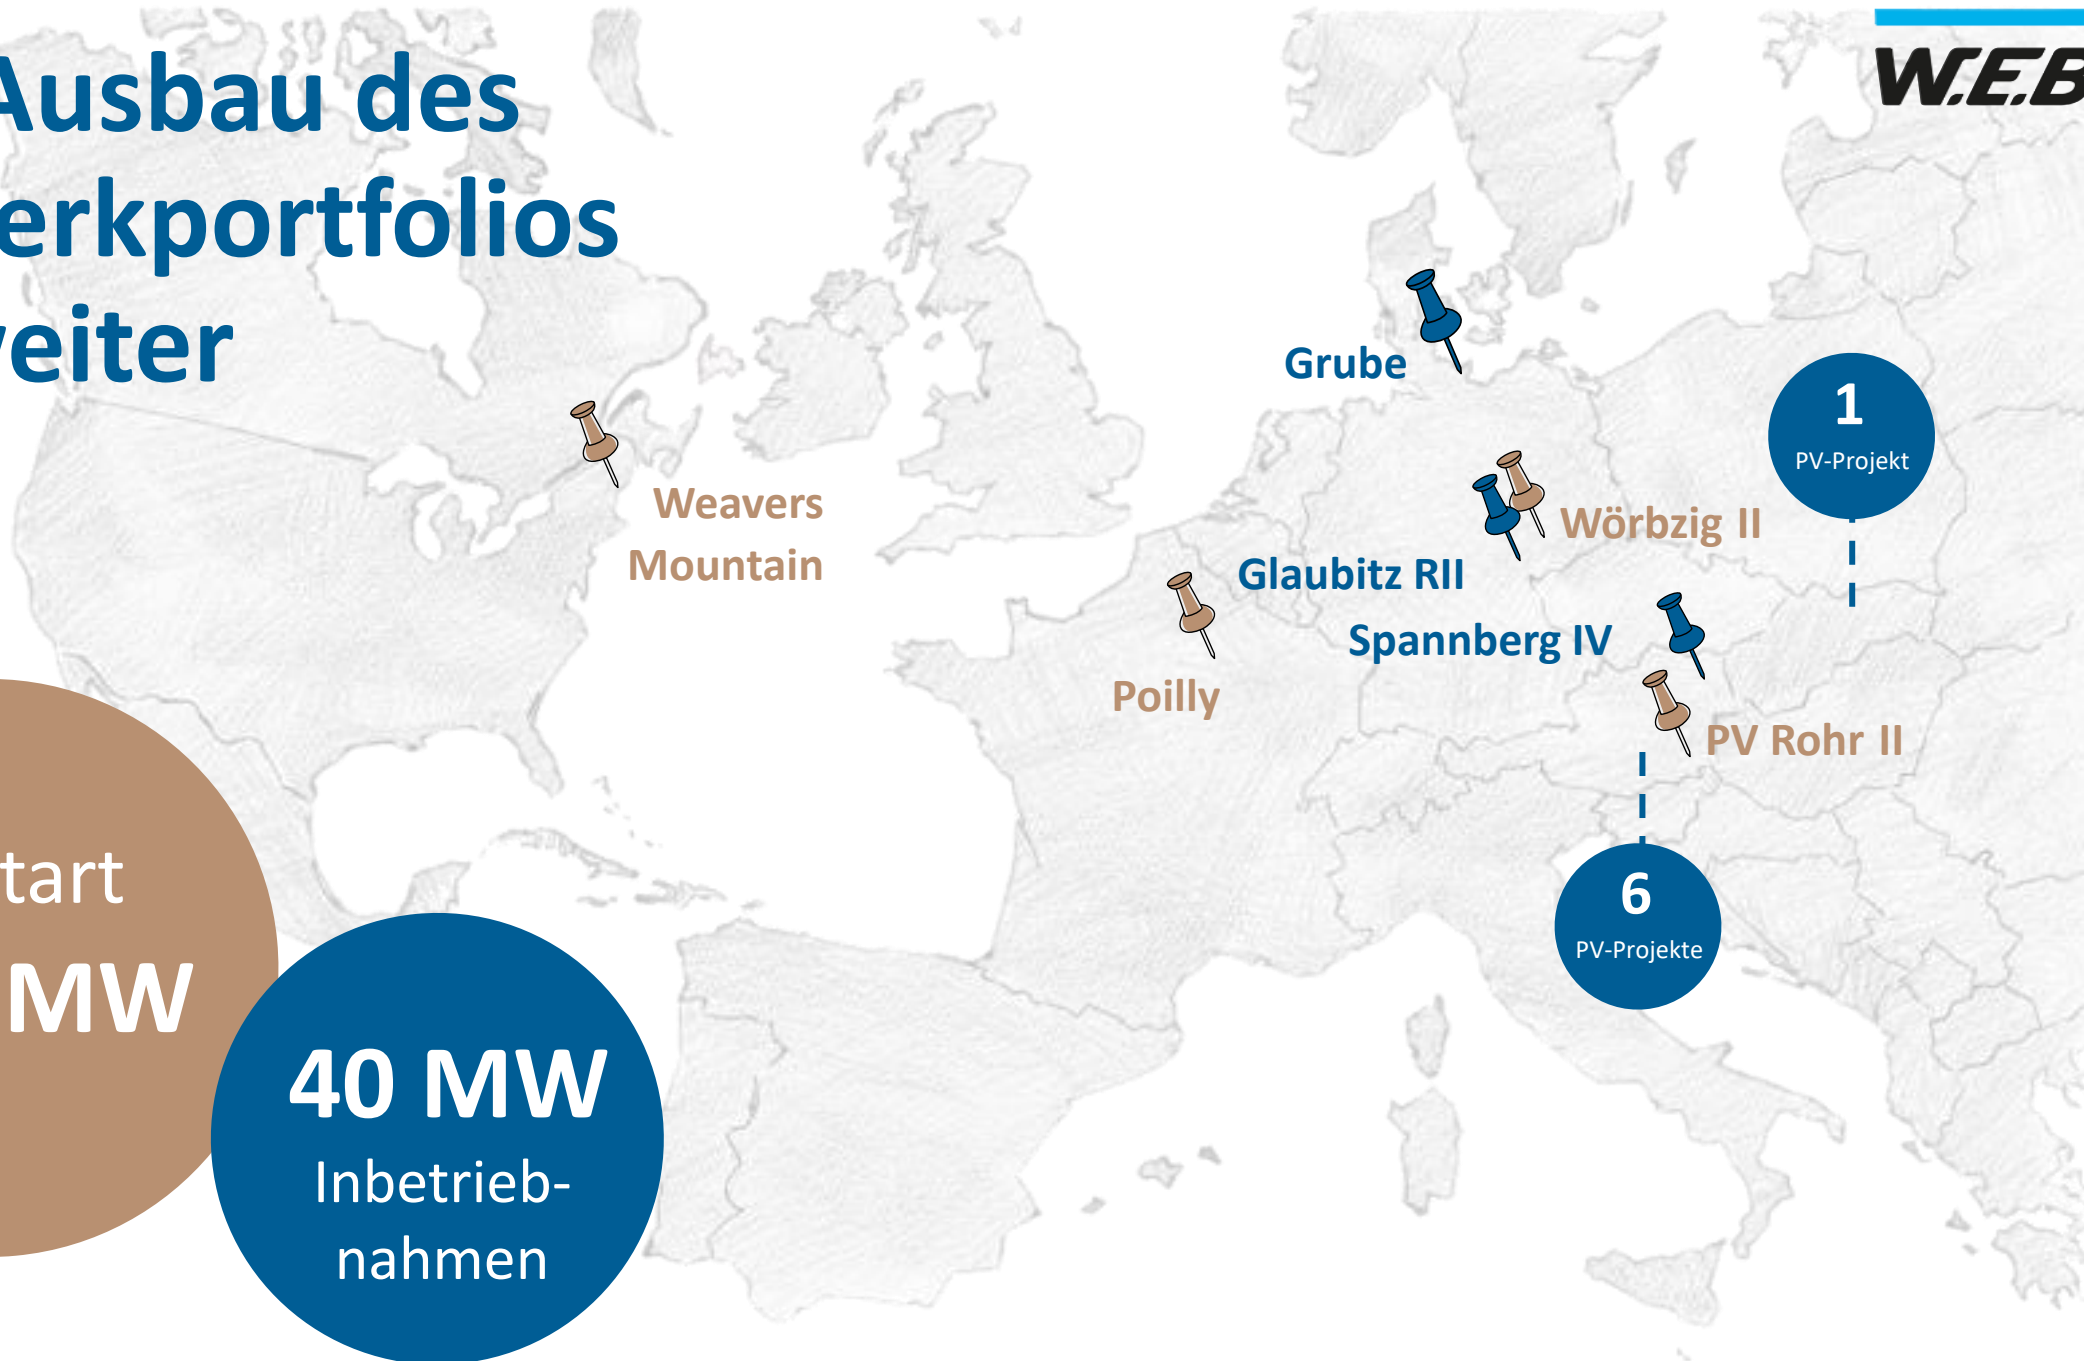 Ausbau des
erkportfolios
eiter
W.E.B
Grube
1
PV-Projekt
Weavers
Mountain
Wörbzig II
Glaubitz RII
Spannberg IV
Poilly
PV Rohr II
tart
MW
6
PV-Projekte
40 MW
Inbetrieb-
nahmen